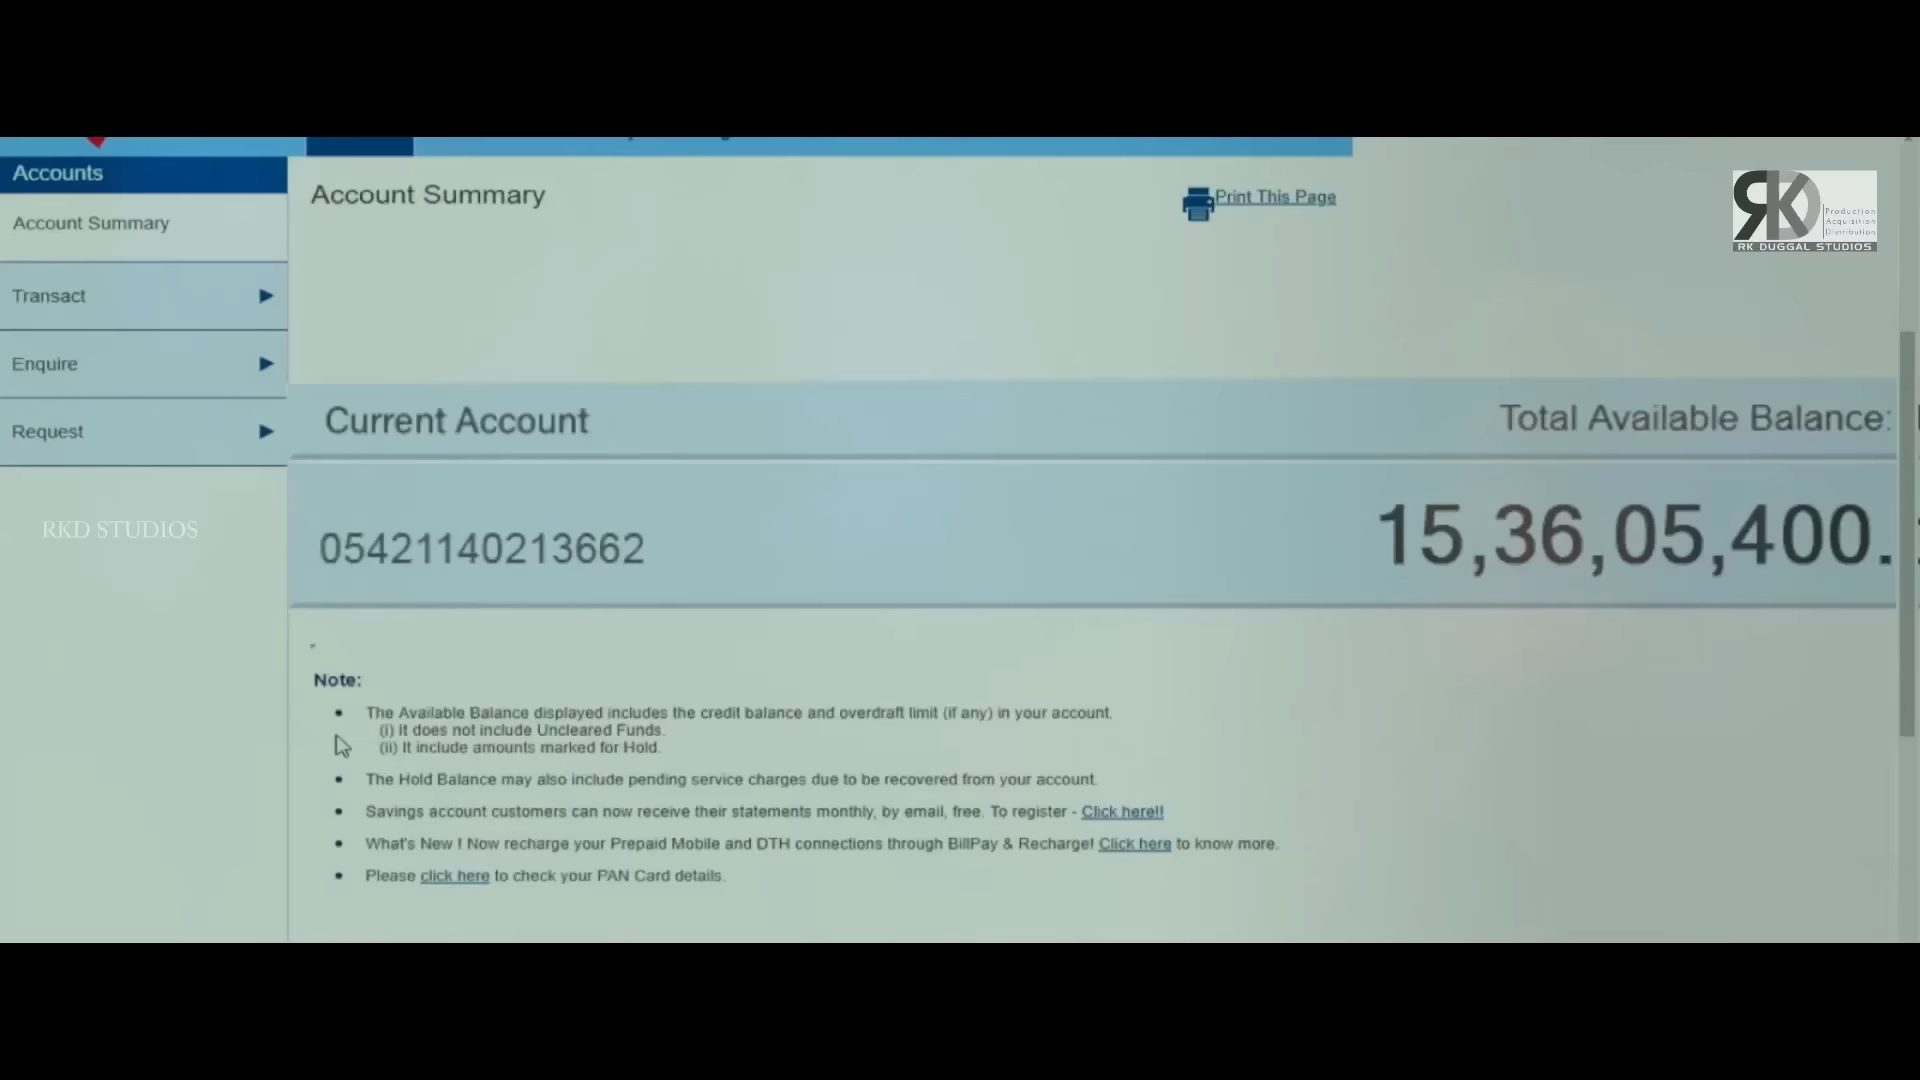 Accounts
Account Summary
Transact
Enquire
Request
RKD STUDIOS
Account Summary
Print This Page
RKD
Production
Acquisition
Distribution
RK DUGGAL STUDIOS
Current Account
Total Available Balance:
05421140213662
15,36,05,400.
Note:
• The Available Balance displayed includes the credit balance and overdraft limit (if any) in your account.
(i) It does not include Uncleared Funds.
(ii) It include amounts marked for Hold.
• The Hold Balance may also include pending service charges due to be recovered from your account.
• Savings account customers can now receive their statements monthly, by email, free. To register - Click here!!
• What's New ! Now recharge your Prepaid Mobile and DTH connections through BillPay & Recharge! Click here to know more.
• Please click here to check your PAN Card details.